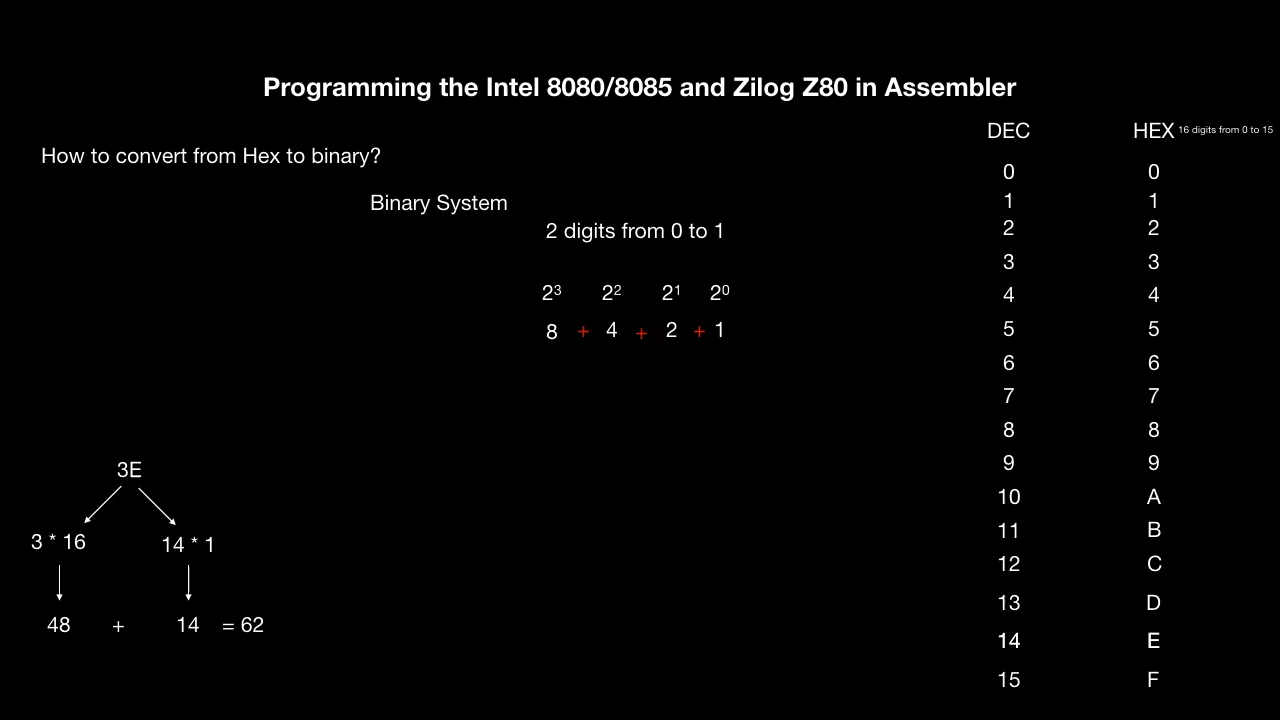 Programming the Intel 8080/8085 and Zilog Z80 in Assembler
DEC HEX 16 digits from 0 to 15
How to convert from Hex to binary?
0 0
Binary System
1 1
2 digits from 0 to 1
2 2
3 3
2³ 2² 2¹ 2⁰
4 4
8 + 4 + 2 + 1
5 5
6 6
7 7
8 8
9 9
3E
10 A
11 B
3 * 16 14 * 1
12 C
13 D
48 + 14 = 62
14 E
15 F